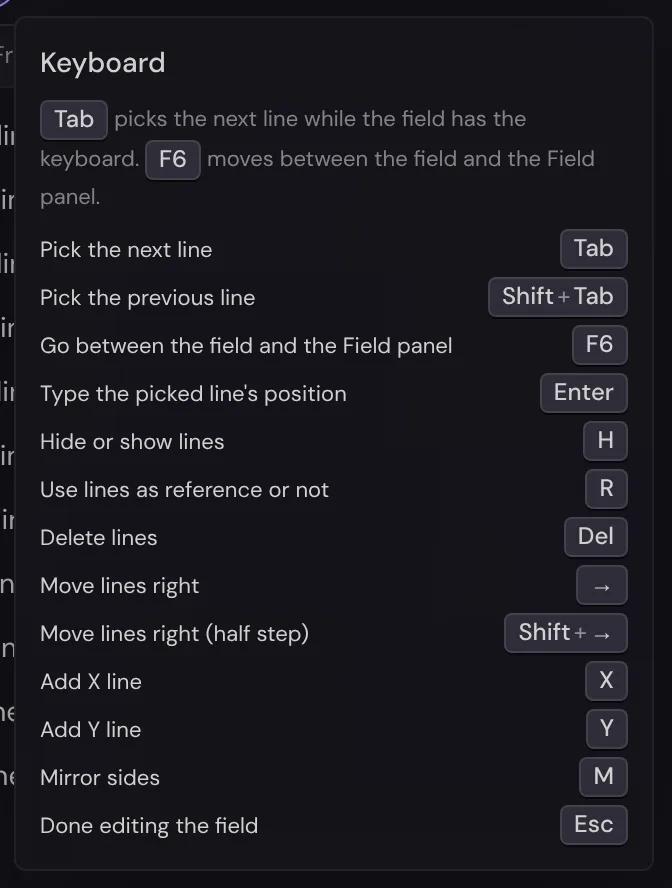 Keyboard
Tab picks the next line while the field has the
keyboard. F6 moves between the field and the Field
panel.
Pick the next line Tab
Pick the previous line Shift+Tab
Go between the field and the Field panel F6
Type the picked line's position Enter
Hide or show lines H
Use lines as reference or not R
Delete lines Del
Move lines right →
Move lines right (half step) Shift+→
Add X line X
Add Y line Y
Mirror sides M
Done editing the field Esc